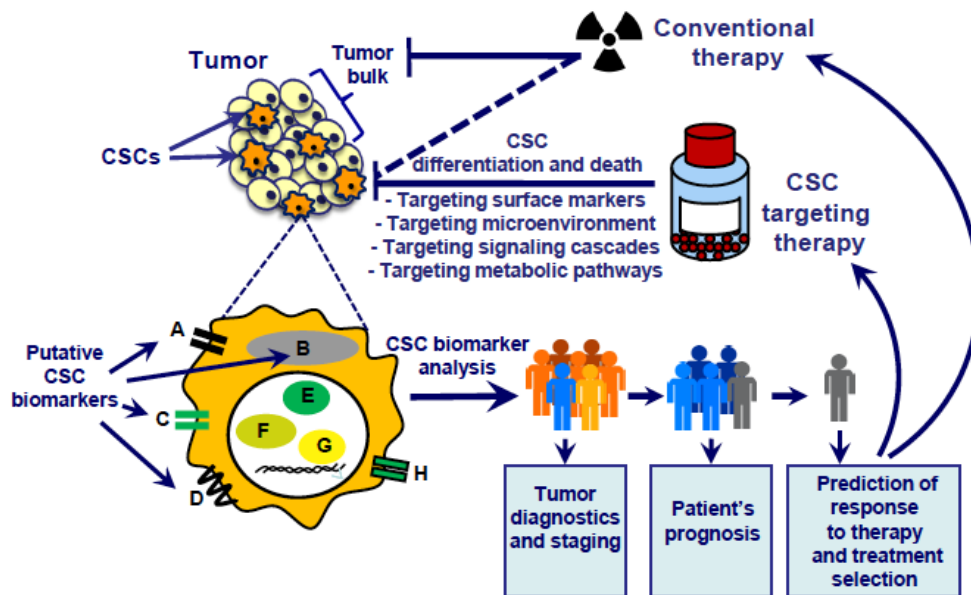 Conventional
therapy
Tumor
Tumor
bulk
CSCs
CSC
differentiation and death
- Targeting surface markers
- Targeting microenvironment
- Targeting signaling cascades
- Targeting metabolic pathways
CSC
targeting
therapy
Putative
CSC
biomarkers
A
B
C
D
E
F
G
H
CSC biomarker
analysis
Tumor
diagnostics
and staging
Patient's
prognosis
Prediction of
response
to therapy
and treatment
selection